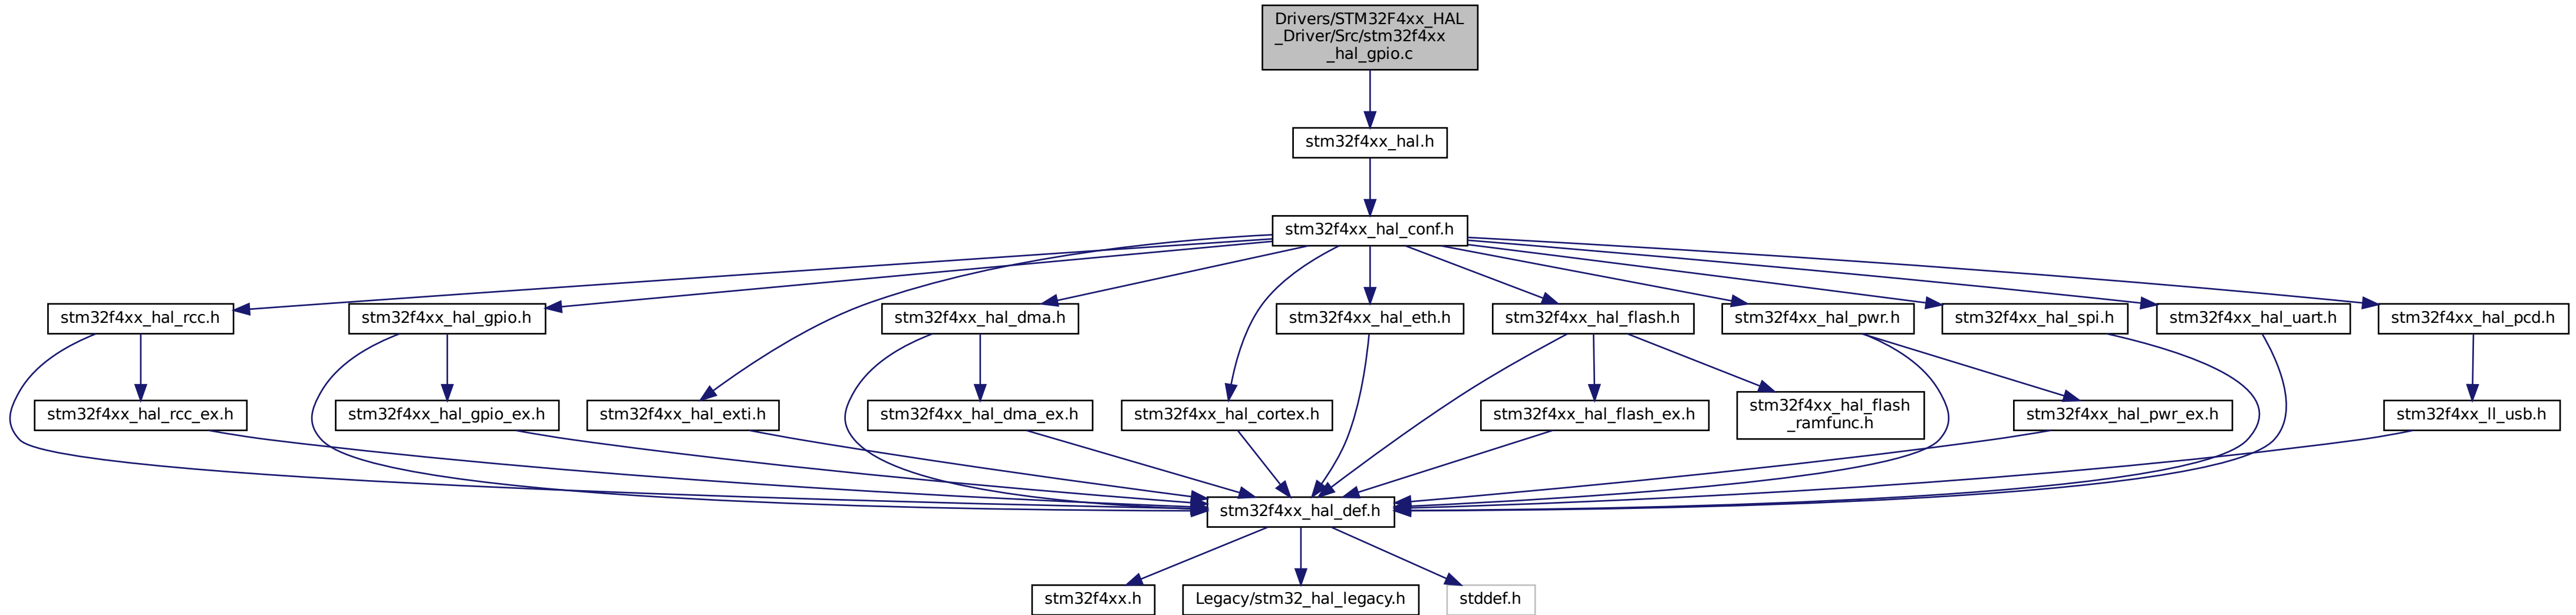 Drivers/STM32F4xx_HAL
_Driver/Src/stm32f4xx
_hal_gpio.c
stm32f4xx_hal.h
stm32f4xx_hal_conf.h
stm32f4xx_hal_rcc.h
stm32f4xx_hal_gpio.h
stm32f4xx_hal_dma.h
stm32f4xx_hal_eth.h
stm32f4xx_hal_flash.h
stm32f4xx_hal_pwr.h
stm32f4xx_hal_spi.h
stm32f4xx_hal_uart.h
stm32f4xx_hal_pcd.h
stm32f4xx_hal_rcc_ex.h
stm32f4xx_hal_gpio_ex.h
stm32f4xx_hal_exti.h
stm32f4xx_hal_dma_ex.h
stm32f4xx_hal_cortex.h
stm32f4xx_hal_flash_ex.h
stm32f4xx_hal_flash
_ramfunc.h
stm32f4xx_hal_pwr_ex.h
stm32f4xx_ll_usb.h
stm32f4xx_hal_def.h
stm32f4xx.h
Legacy/stm32_hal_legacy.h
stddef.h